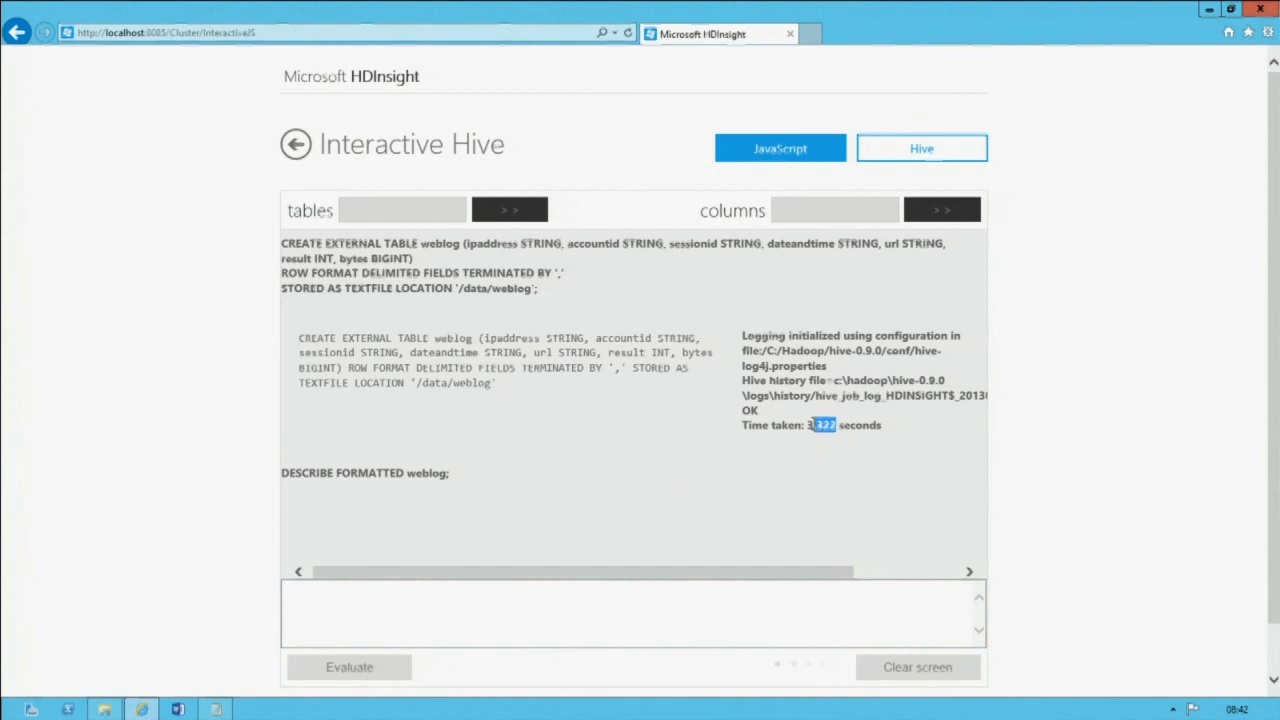 http://localhost:8085/Cluster/InteractiveJS
Microsoft HDInsight
Microsoft HDInsight
Interactive Hive
JavaScript
Hive
tables
> >
columns
> >
CREATE EXTERNAL TABLE weblog (ipaddress STRING, accountid STRING, sessionid STRING, dateandtime STRING, url STRING,
result INT, bytes BIGINT)
ROW FORMAT DELIMITED FIELDS TERMINATED BY ','
STORED AS TEXTFILE LOCATION '/data/weblog';
CREATE EXTERNAL TABLE weblog (ipaddress STRING, accountid STRING,
sessionid STRING, dateandtime STRING, url STRING, result INT, bytes
BIGINT) ROW FORMAT DELIMITED FIELDS TERMINATED BY ',' STORED AS
TEXTFILE LOCATION '/data/weblog'
Logging initialized using configuration in
file:/C:/Hadoop/hive-0.9.0/conf/hive-
log4j.properties
Hive history file=c:\hadoop\hive-0.9.0
\logs\history/hive_job_log_HDINSIGHT$_2013
OK
Time taken: seconds
DESCRIBE FORMATTED weblog;
Evaluate
Clear screen
08:42